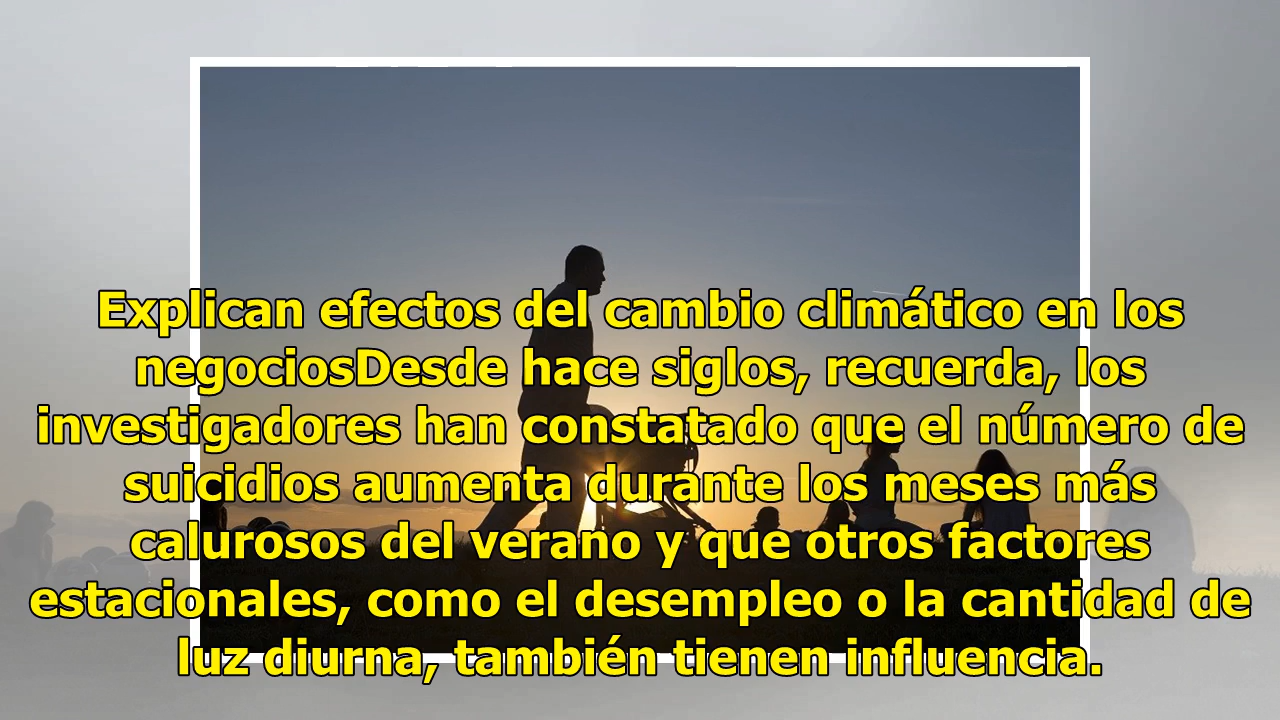 Explican efectos del cambio climático en los
negociosDesde hace siglos, recuerda, los
investigadores han constatado que el número de
suicidios aumenta durante los meses más
calurosos del verano y que otros factores
estacionales, como el desempleo o la cantidad de
luz diurna, también tienen influencia.